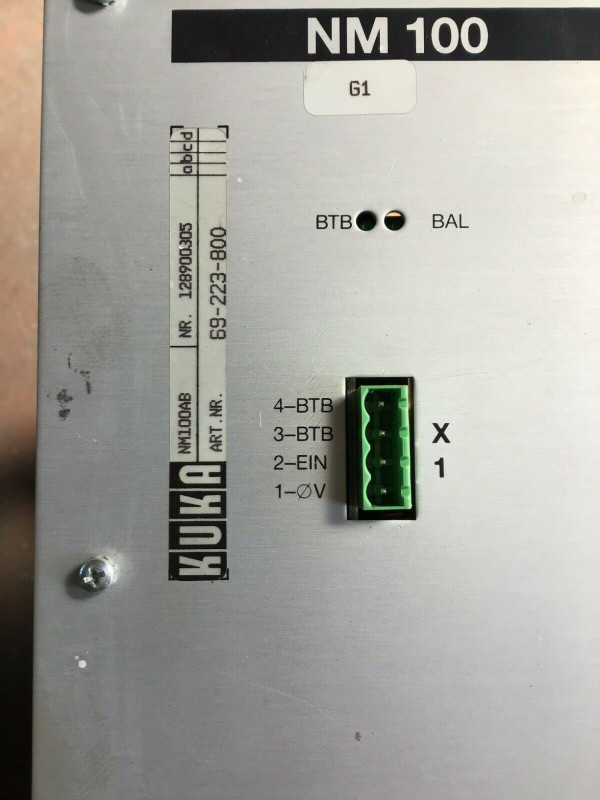 NM 100
G1
BTB BAL
4–BTB
3–BTB
2–EIN
1–ØV
X
1
KUKA
NM100AB NR. 128900305 abcd
ART.NR. 69-223-800